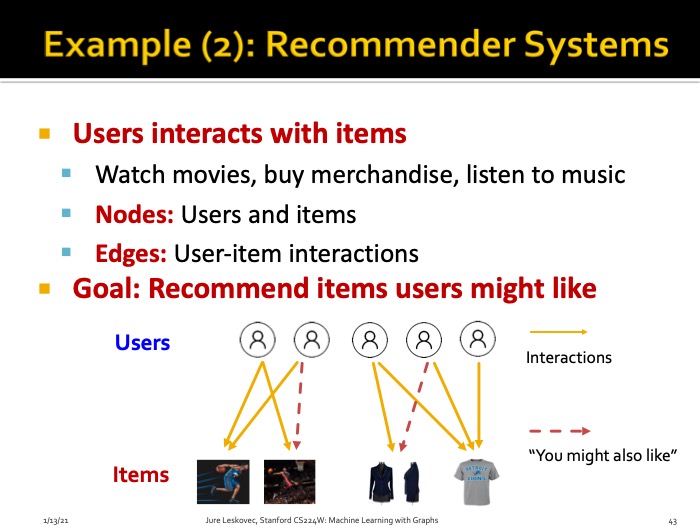 Example (2): Recommender Systems
Users interacts with items
Watch movies, buy merchandise, listen to music
Nodes: Users and items
Edges: User-item interactions
Goal: Recommend items users might like
Users
Interactions
"You might also like"
Items
DETROIT
LIONS
1/13/21
Jure Leskovec, Stanford CS224W: Machine Learning with Graphs
43